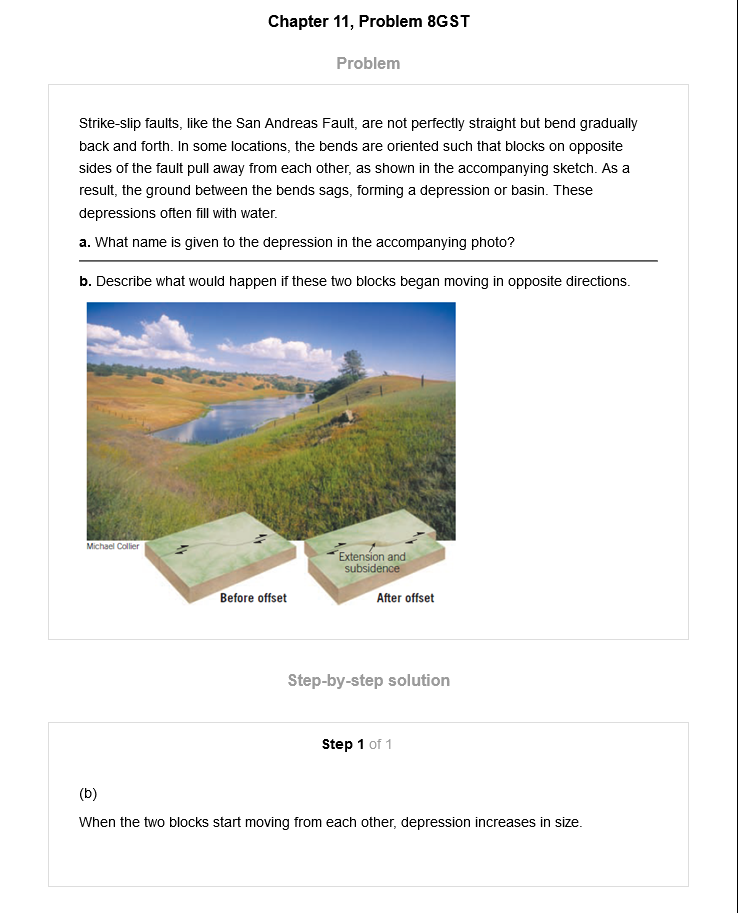 Chapter 11, Problem 8GST
Problem
Strike-slip faults, like the San Andreas Fault, are not perfectly straight but bend gradually
back and forth. In some locations, the bends are oriented such that blocks on opposite
sides of the fault pull away from each other, as shown in the accompanying sketch. As a
result, the ground between the bends sags, forming a depression or basin. These
depressions often fill with water.
a. What name is given to the depression in the accompanying photo?
b. Describe what would happen if these two blocks began moving in opposite directions.
Michael Collier
Extension and
subsidence
Before offset
After offset
Step-by-step solution
Step 1 of 1
(b)
When the two blocks start moving from each other, depression increases in size.